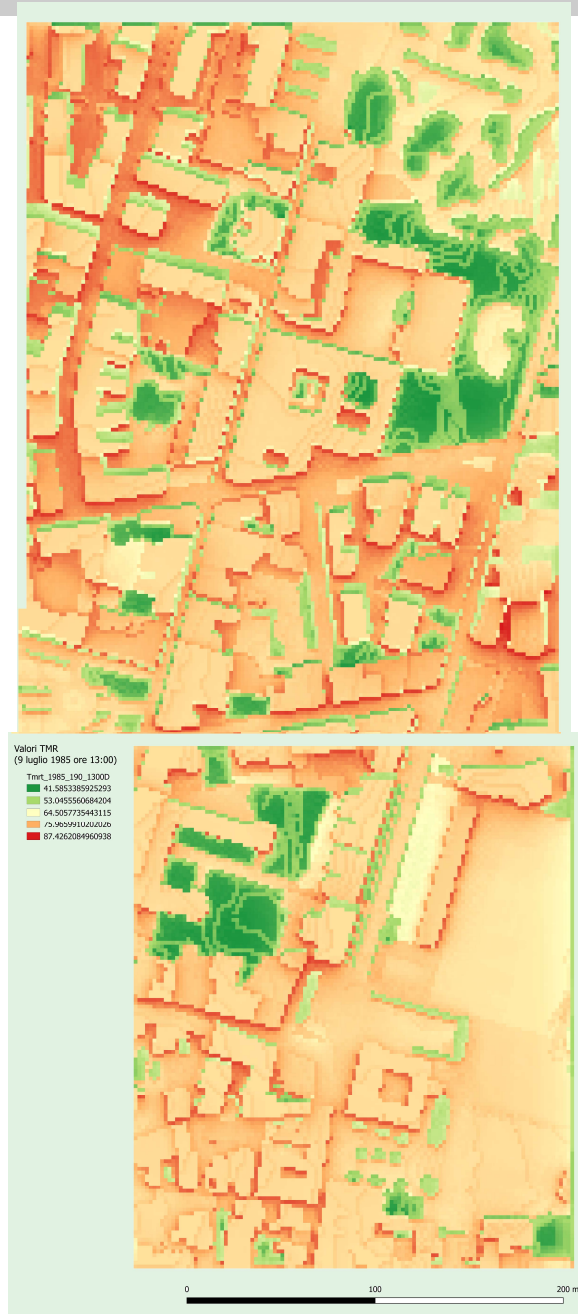 Valori TMR
(9 luglio 1985 ore 13:00)
Tmrt_1985_190_1300D
41.5853385925293
53.0455560684204
64.5057735443115
75.9659910202026
87.4262084960938
0 100 200 m